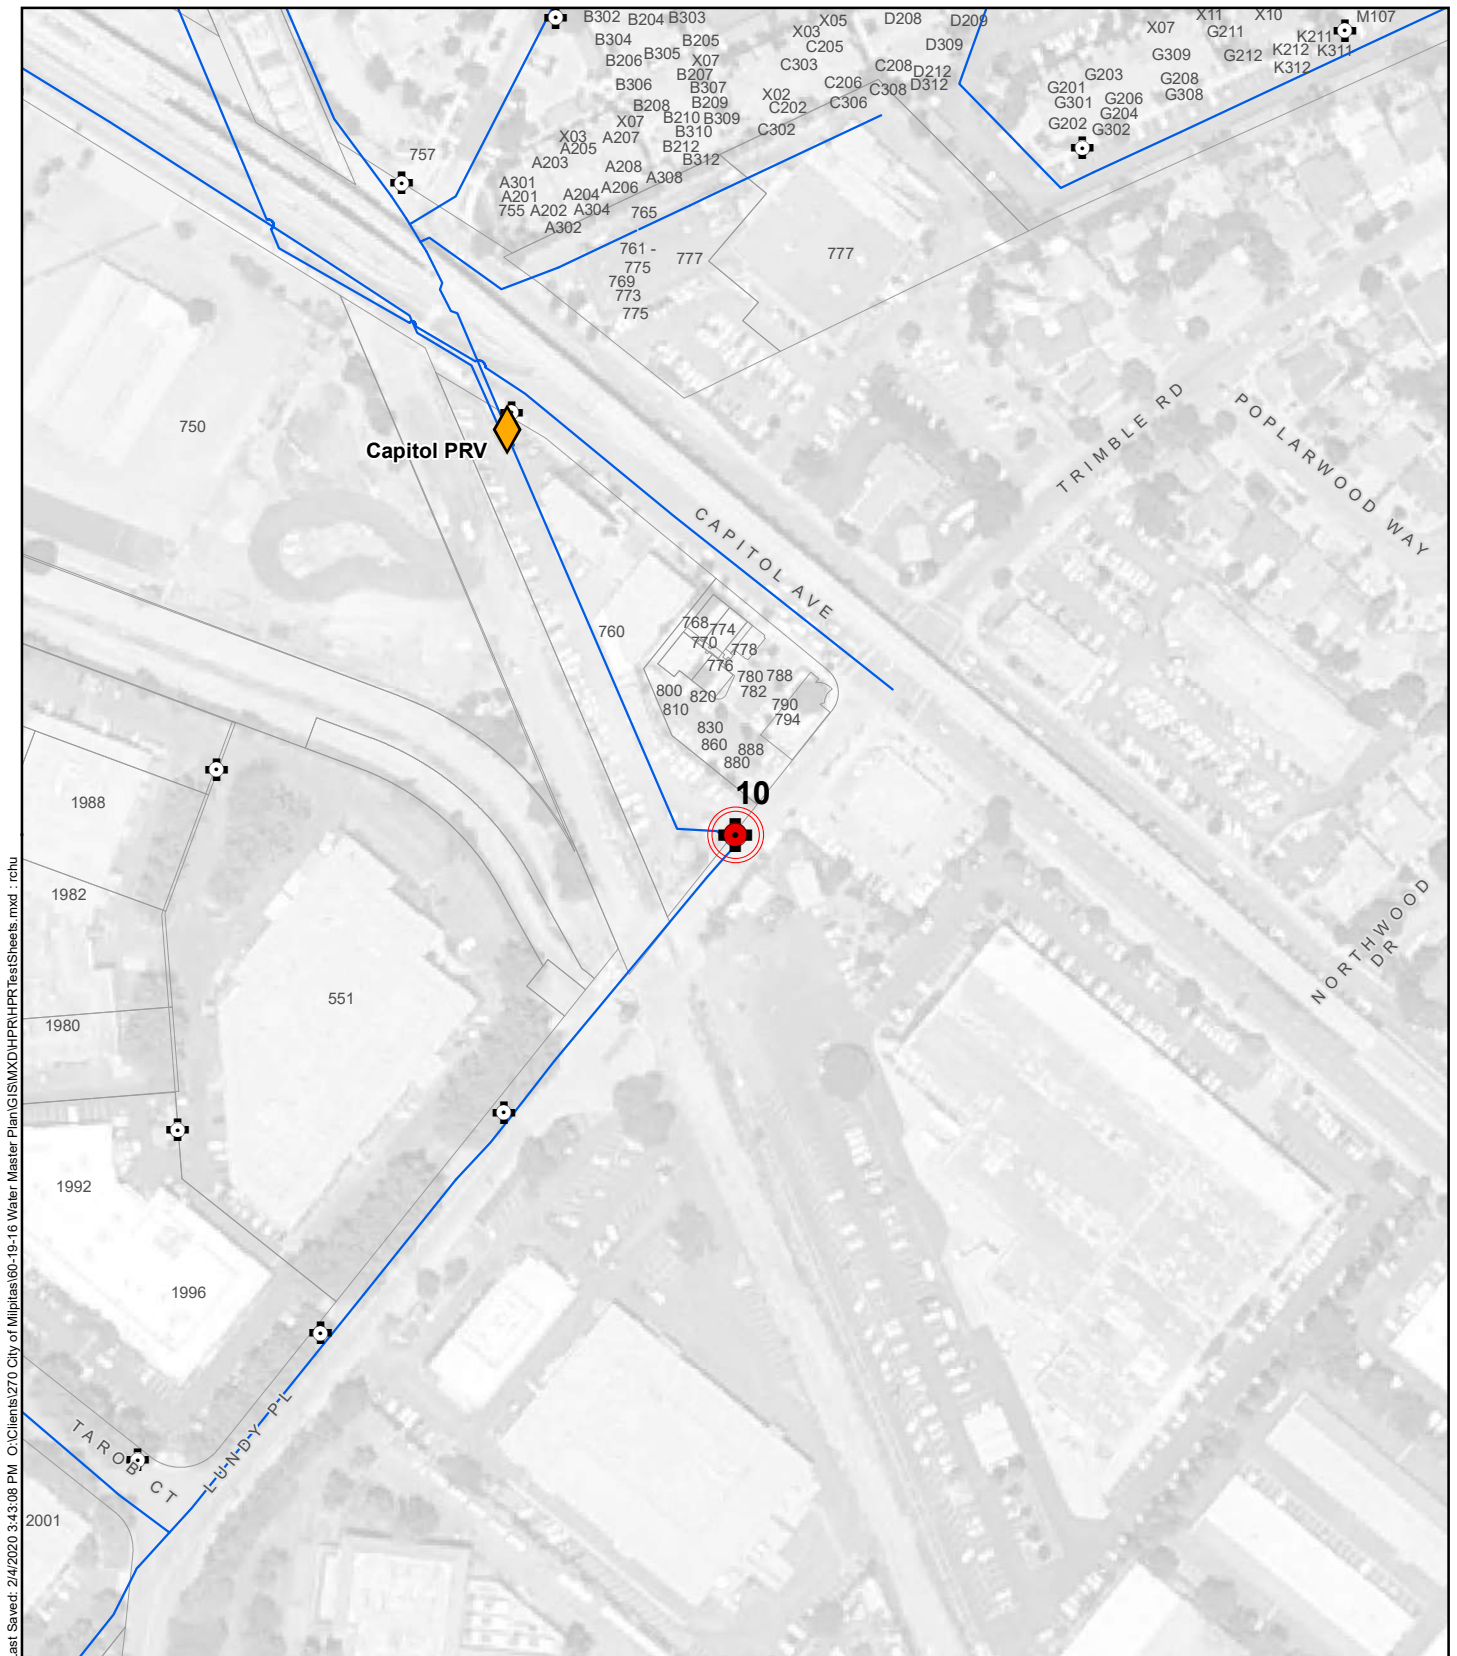 B302 B204 B303 X05 D208 D209 X11 X10 M107
X03 X07 G211 K211
B304 B205 C205 D309 K212 K311
B206 B305 X07 C303 C208 D212 G309 G212 K312
B207 G203 G208
B306 B307 C206 C308 D312 G201 G308
B208 B209 X02 C202 C306 G301 G206
X07 B210 B309 G204
X03 A207 B310 C302 G202 G302
A205 B212
757 A203 A208 B312
A301 A206 A308
A201 A204
755 A202 A304 765
A302
761 -
777 777
775
769
773
775
TRIMBLE RD
POPLARWOOD WAY
750
Capitol PRV
CAPITOL AVE
760
768 774
770 778
776
780 788
800 820 782
810 790
794
830
860 888
880
10
1988
1982
NORTHWOOD
DR
551
1980
1992
1996
TAROB CT
LUNDY PL
2001
Last Saved: 2/4/2020 3:43:08 PM O:\Clients\270 City of Milpitas\60-19-16 Water Master Plan\GIS\MXD\HPR\HPRTestSheets.mxd : rchu